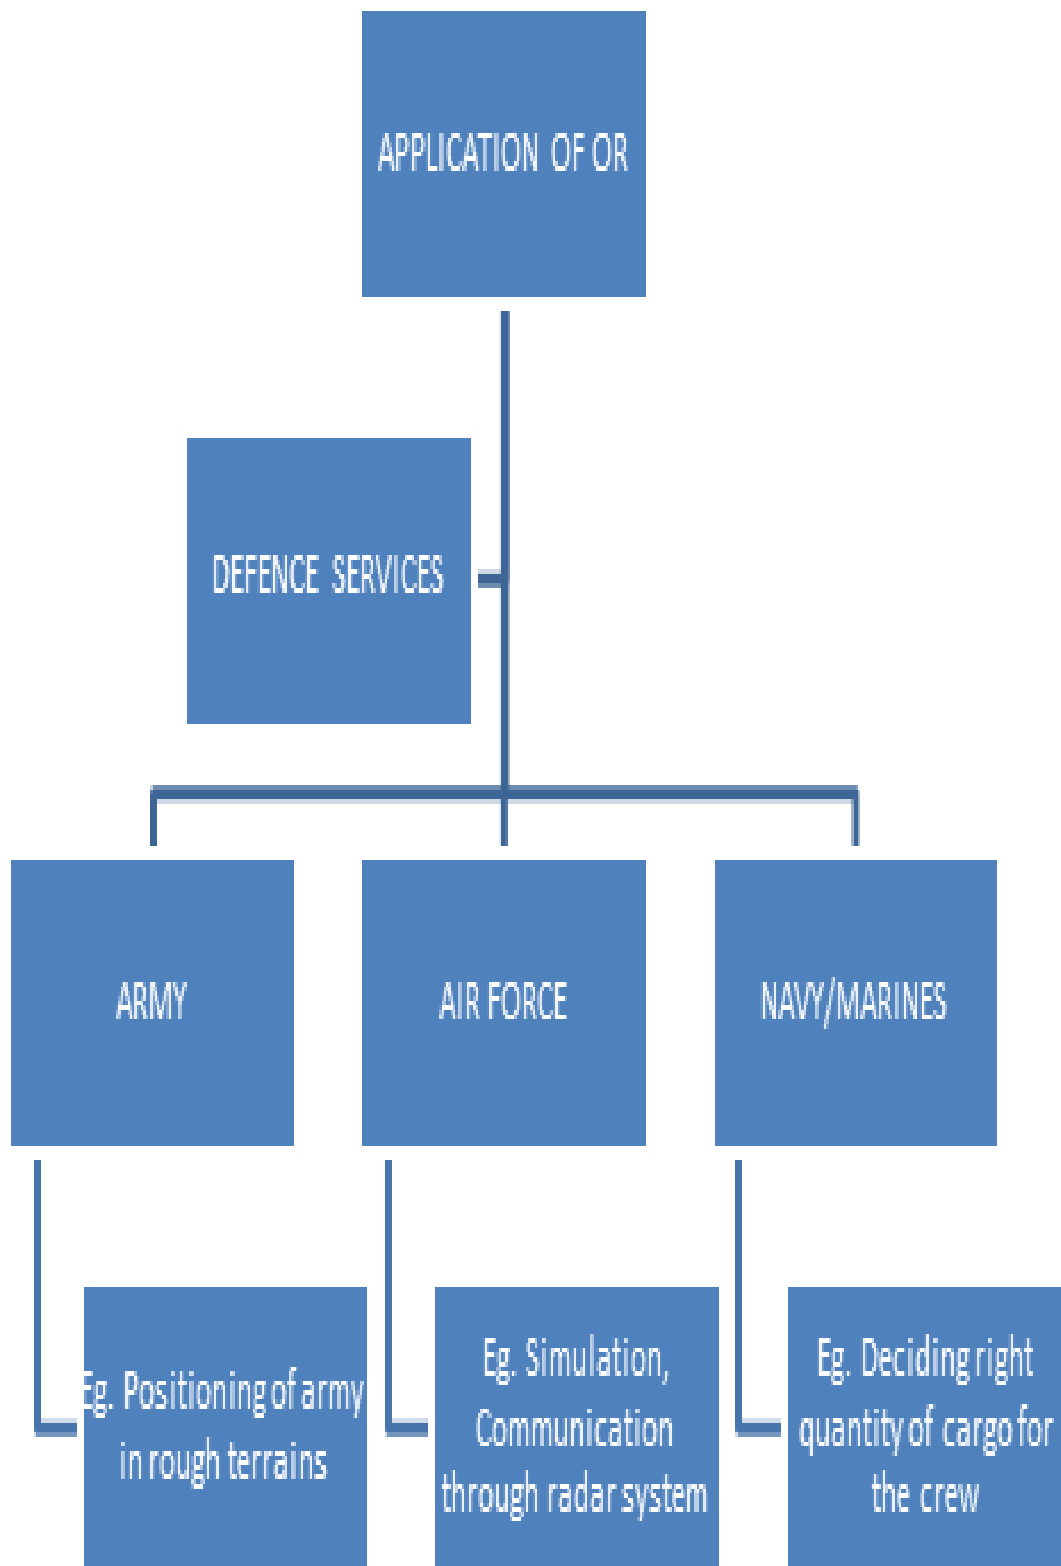 APPLICATION OF OR
DEFENCE SERVICES
ARMY
AIR FORCE
NAVY/MARINES
Eg. Positioning of army
in rough terrains
Eg. Simulation,
Communication
through radar system
Eg. Deciding right
quantity of cargo for
the crew